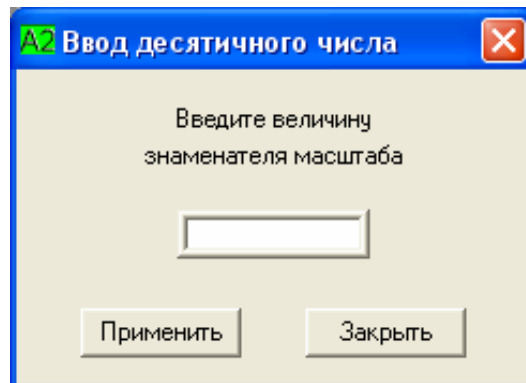 A2 Ввод десятичного числа
Введите величину
знаменателя масштаба
Применить Закрыть